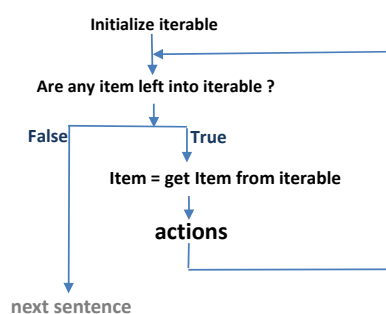 Initialize iterable
Are any item left into iterable ?
False
True
Item = get Item from iterable
actions
next sentence